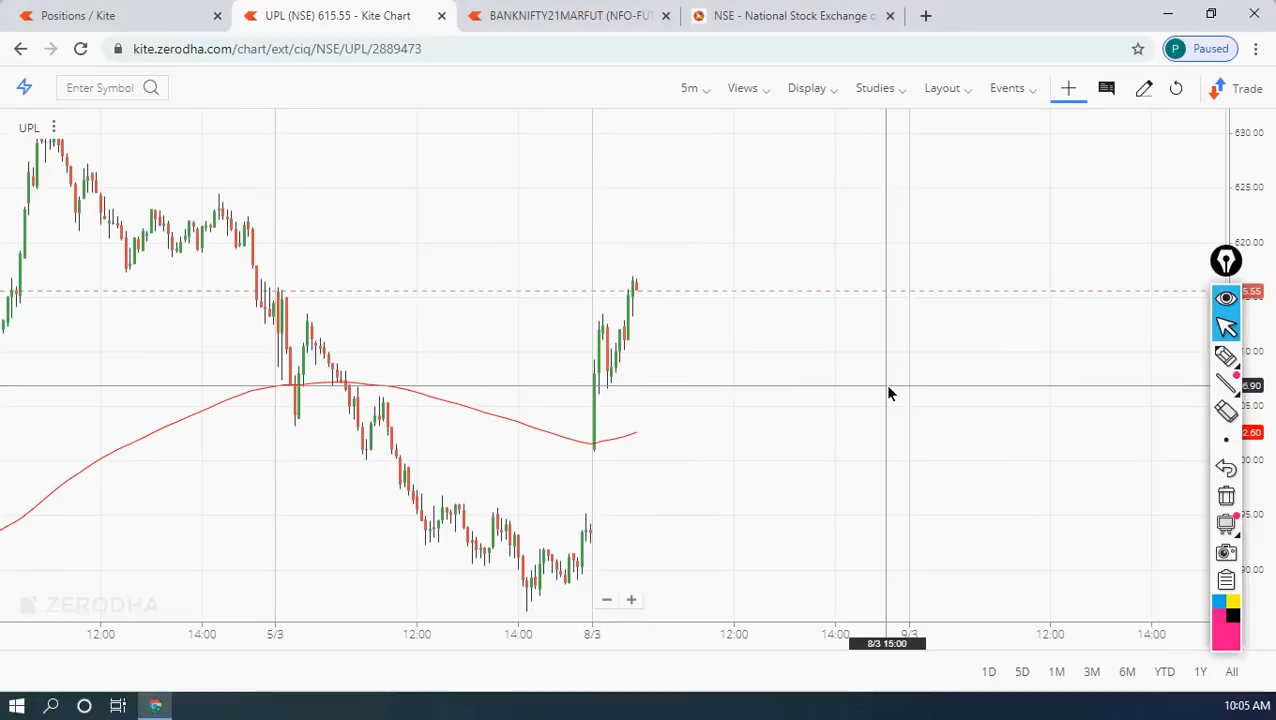 Positions / Kite
UPL (NSE) 615.55 - Kite Chart
BANKNIFTY21MARFUT (NFO-FUT
NSE - National Stock Exchange o
kite.zerodha.com/chart/ext/ciq/NSE/UPL/2889473
P Paused
Enter Symbol
5m
Views
Display
Studies
Layout
Events
Trade
UPL
630.00
625.00
620.00
5.55
6.90
2.60
ZERODHA
12:00 14:00 5/3 12:00 14:00 8/3 12:00 14:00 9/3 12:00 14:00
8/3 15:00
1D 5D 1M 3M 6M YTD 1Y All
10:05 AM